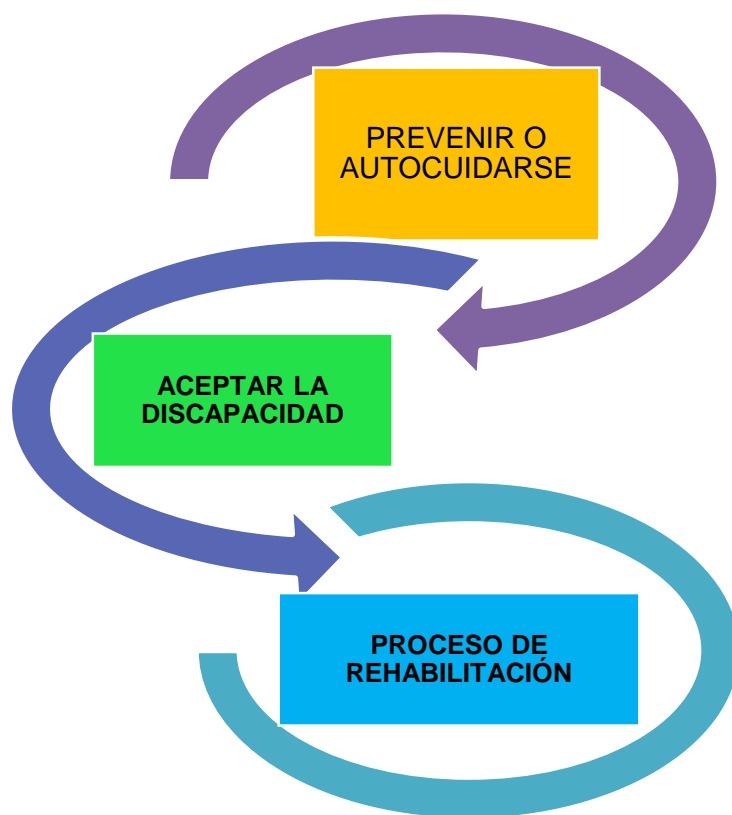 PREVENIR O
AUTOCUIDARSE
ACEPTAR LA
DISCAPACIDAD
PROCESO DE
REHABILITACIÓN